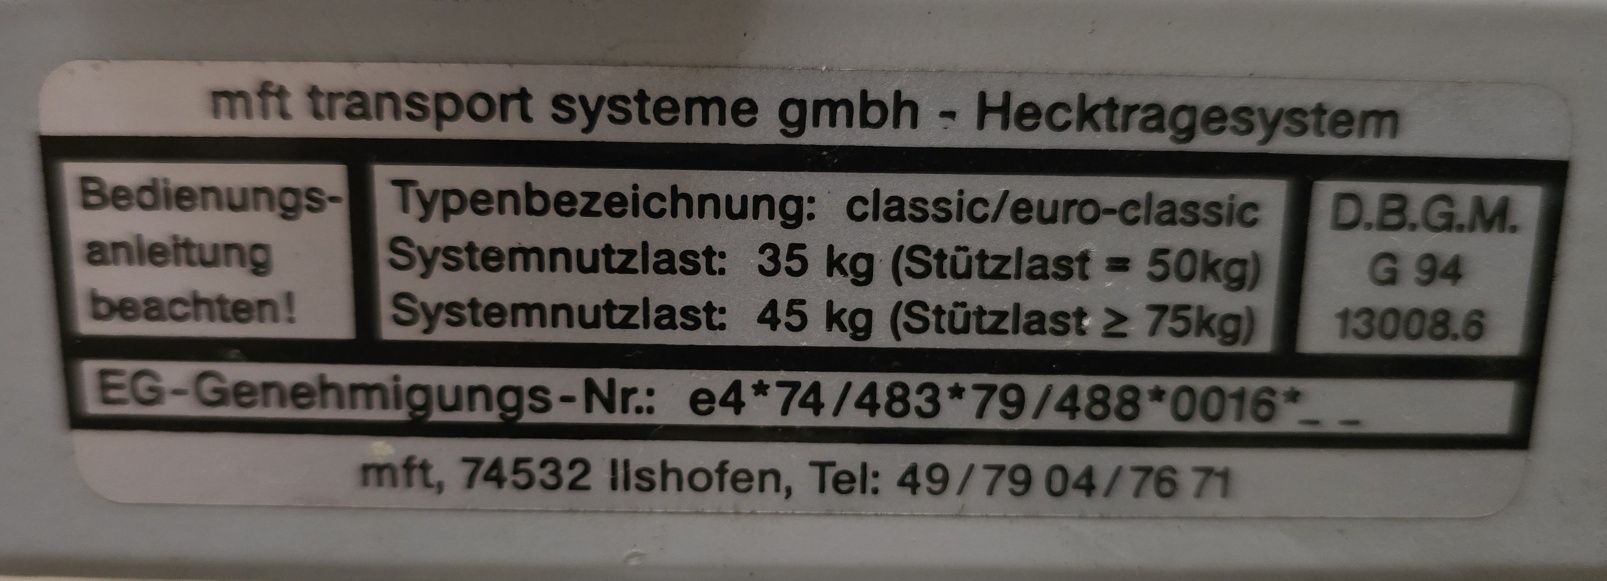 mft transport systeme gmbh - Hecktragesystem
Bedienungs-
anleitung
beachten!
Typenbezeichnung: classic/euro-classic
Systemnutzlast: 35 kg (Stützlast = 50kg)
Systemnutzlast: 45 kg (Stützlast ≥ 75kg)
D.B.G.M.
G 94
13008.6
EG-Genehmigungs-Nr.: e4*74/483*79/488*0016*_ _
mft, 74532 Ilshofen, Tel: 49/79 04/76 71